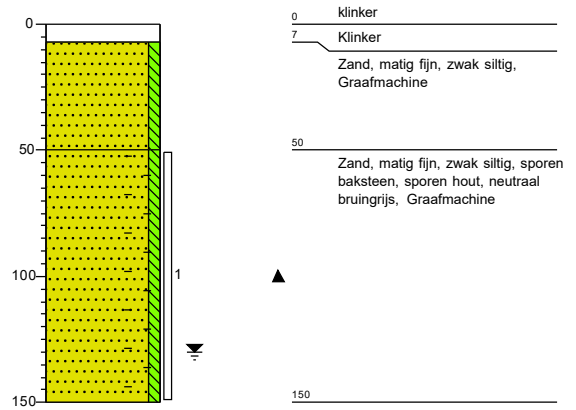 0
50
100
150
1
0
klinker
7
Klinker
Zand, matig fijn, zwak siltig,
Graafmachine
50
Zand, matig fijn, zwak siltig, sporen
baksteen, sporen hout, neutraal
bruingrijs, Graafmachine
150